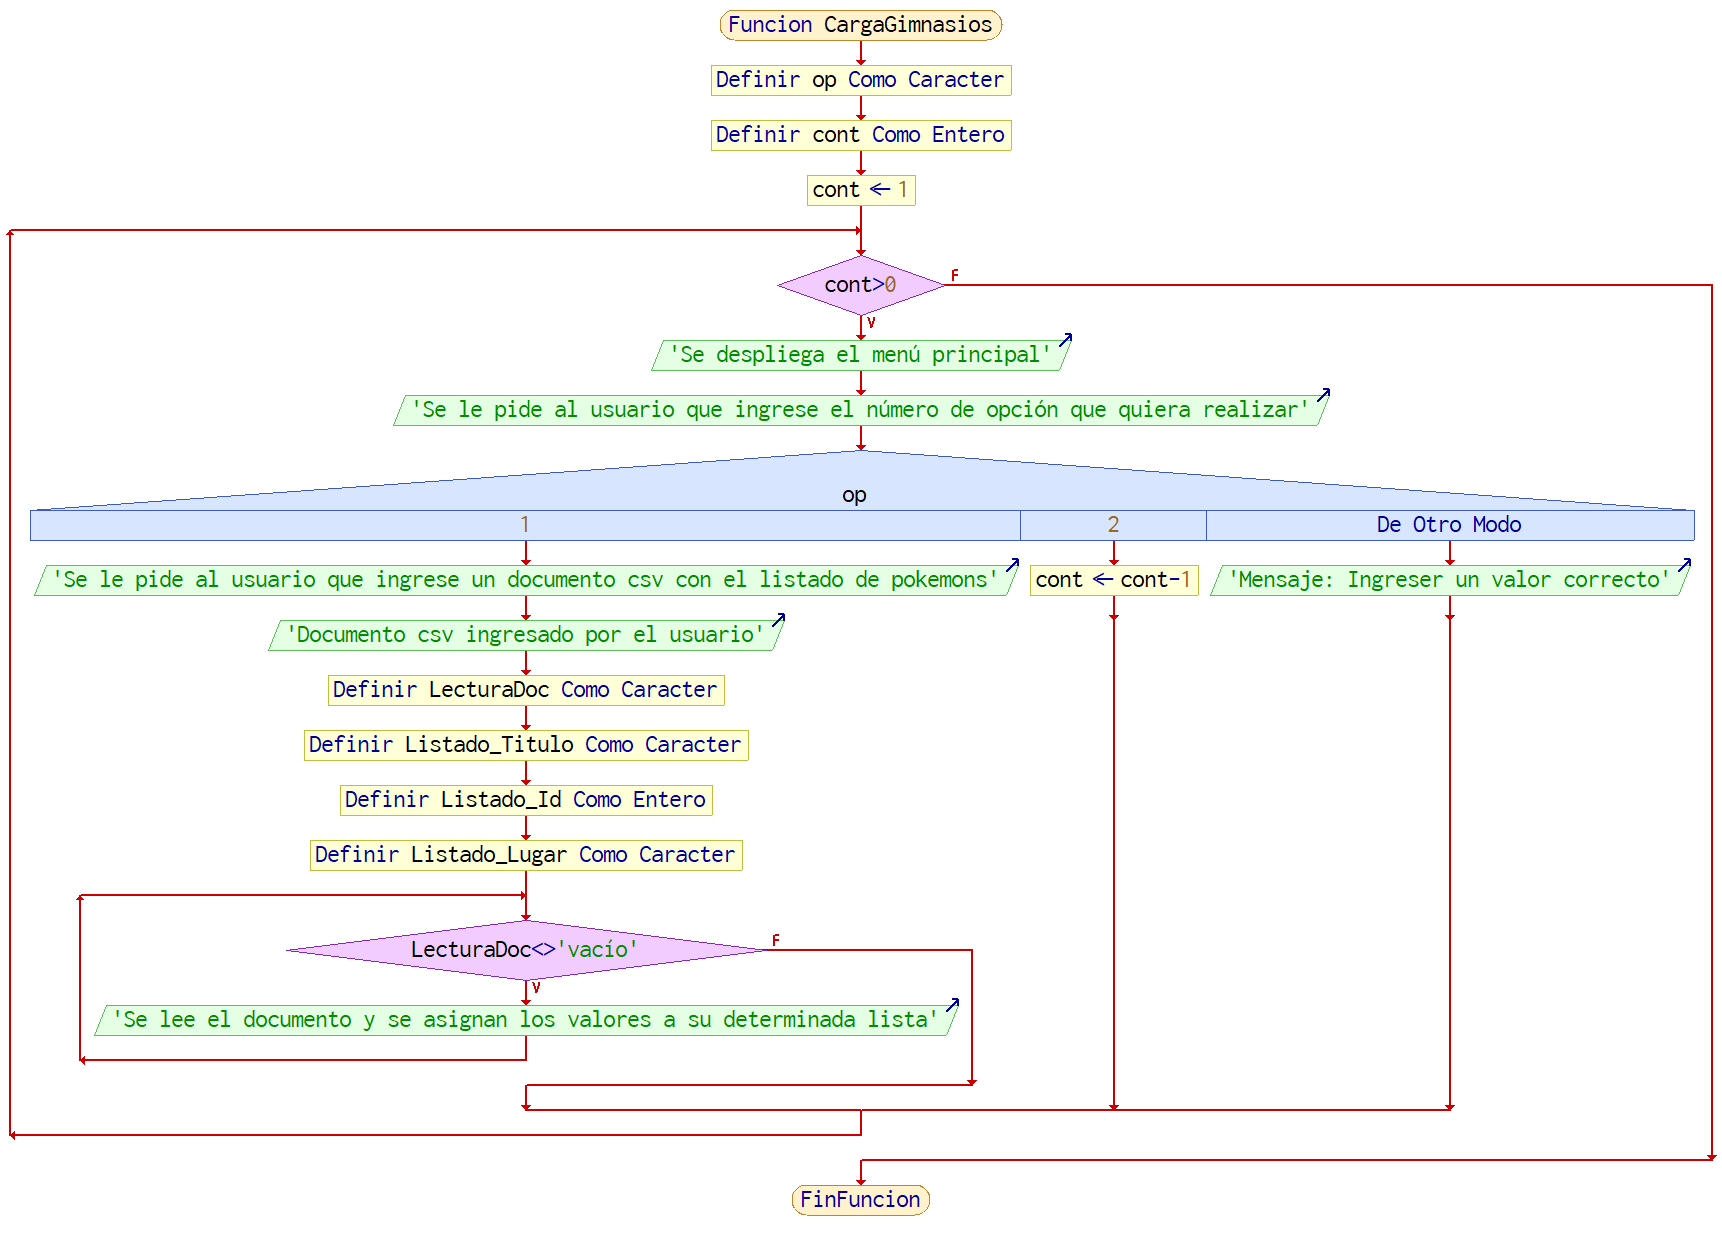 Funcion CargaGimnasios
Definir op Como Caracter
Definir cont Como Entero
cont ← 1
cont>0
F
V
'Se despliega el menú principal'
'Se le pide al usuario que ingrese el número de opción que quiera realizar'
op
1
2
De Otro Modo
'Se le pide al usuario que ingrese un documento csv con el listado de pokemons'
cont ← cont-1
'Mensaje: Ingreser un valor correcto'
'Documento csv ingresado por el usuario'
Definir LecturaDoc Como Caracter
Definir Listado_Titulo Como Caracter
Definir Listado_Id Como Entero
Definir Listado_Lugar Como Caracter
LecturaDoc<>'vacío'
F
V
'Se lee el documento y se asignan los valores a su determinada lista'
FinFuncion